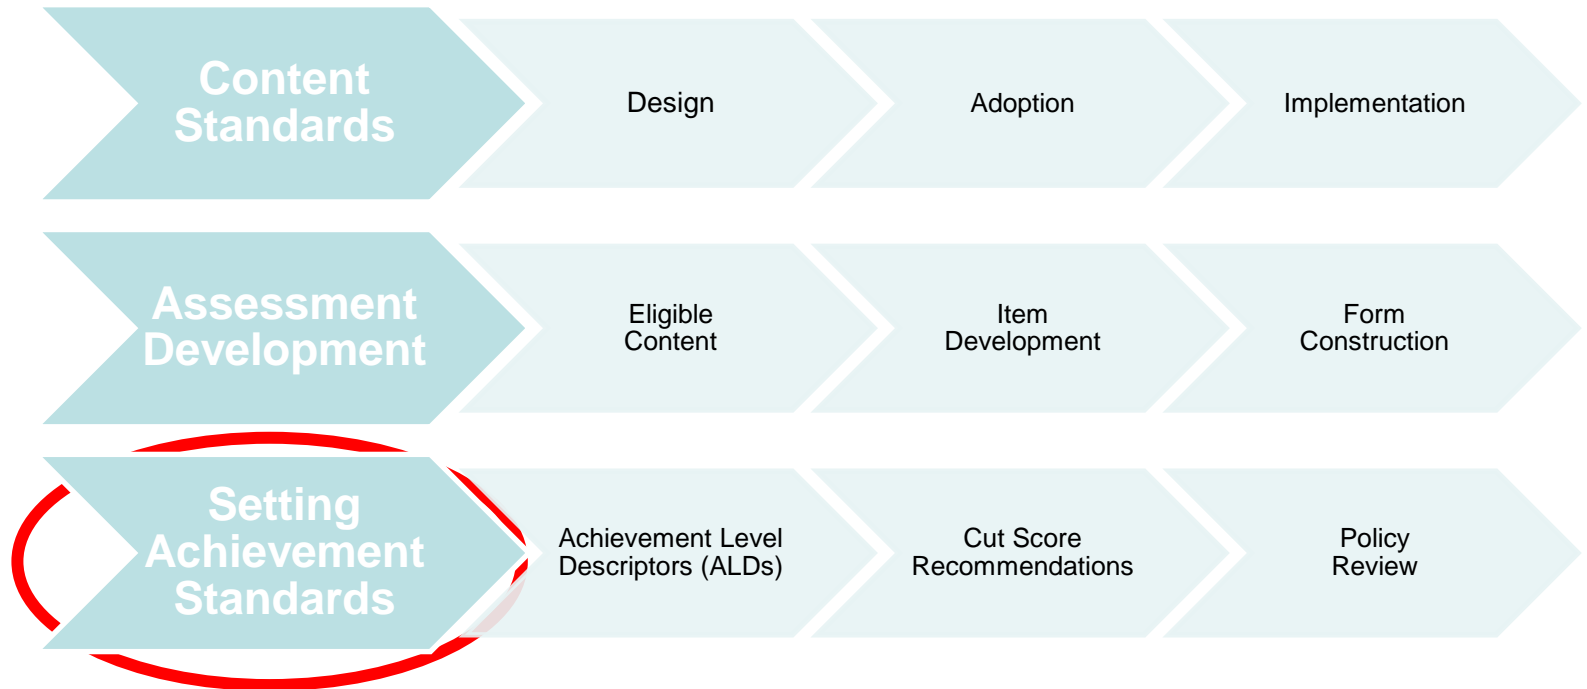 Content
Standards
Design
Adoption
Implementation
Assessment
Development
Eligible
Content
Item
Development
Form
Construction
Setting
Achievement
Standards
Achievement Level
Descriptors (ALDs)
Cut Score
Recommendations
Policy
Review